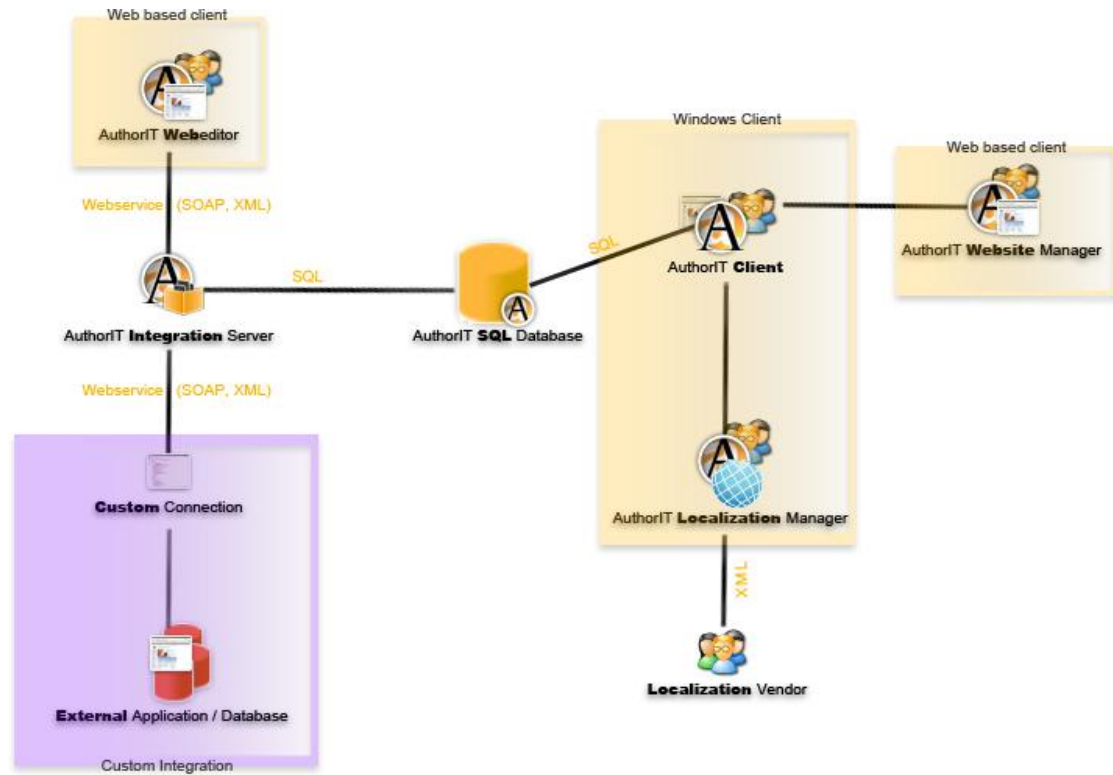 Web based client
AuthorIT Webeditor
Webservice (SOAP, XML)
AuthorIT Integration Server
SQL
AuthorIT SQL Database
SQL
Windows Client
AuthorIT Client
Web based client
AuthorIT Website Manager
Webservice (SOAP, XML)
Custom Connection
External Application / Database
Custom Integration
AuthorIT Localization Manager
XML
Localization Vendor